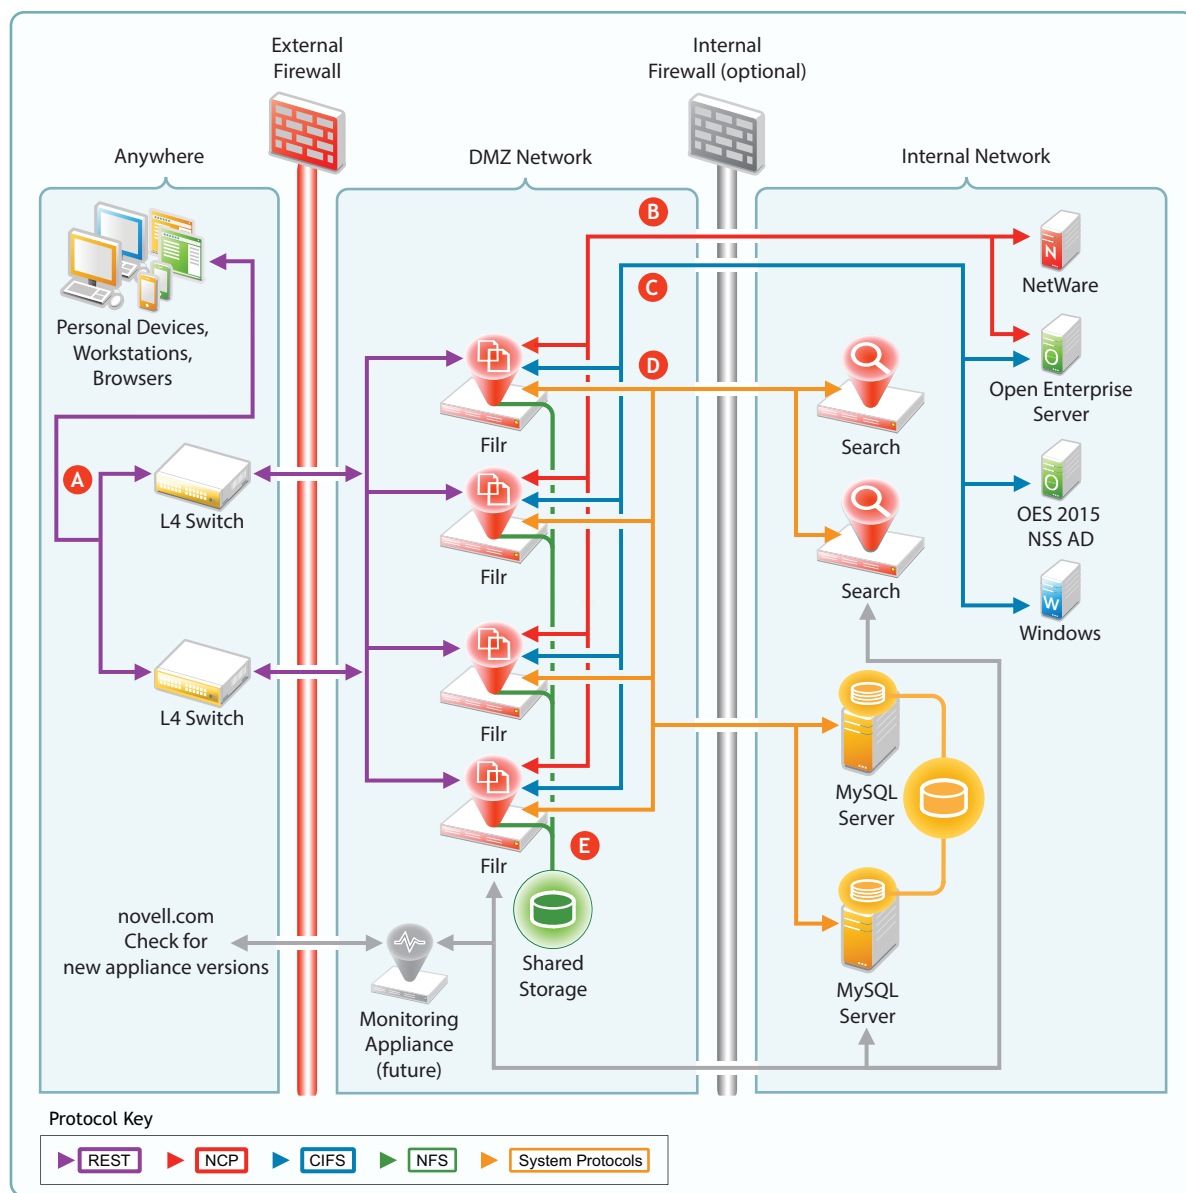 External
Firewall
Internal
Firewall (optional)
Anywhere
DMZ Network
Internal Network
B
N
NetWare
C
Personal Devices,
Workstations,
Browsers
D
O
Open Enterprise
Server
Filr
Search
A
L4 Switch
O
OES 2015
NSS AD
Filr
Search
W
Windows
L4 Switch
Filr
MySQL
Server
E
Filr
novell.com
Check for
new appliance versions
Shared
Storage
MySQL
Server
Monitoring
Appliance
(future)
Protocol Key
REST
NCP
CIFS
NFS
System Protocols